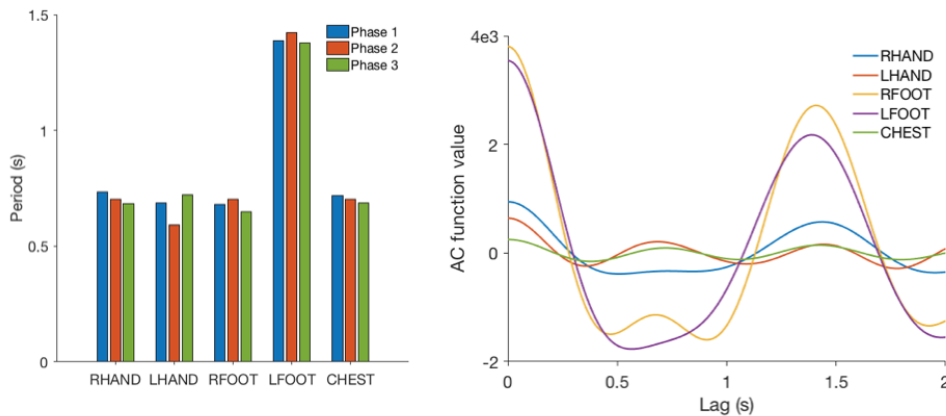 1.5
1
0.5
0
Period (s)
RHAND LHAND RFOOT LFOOT CHEST
Phase 1
Phase 2
Phase 3
4e3
2
0
-2
AC function value
0 0.5 1 1.5 2
Lag (s)
RHAND
LHAND
RFOOT
LFOOT
CHEST